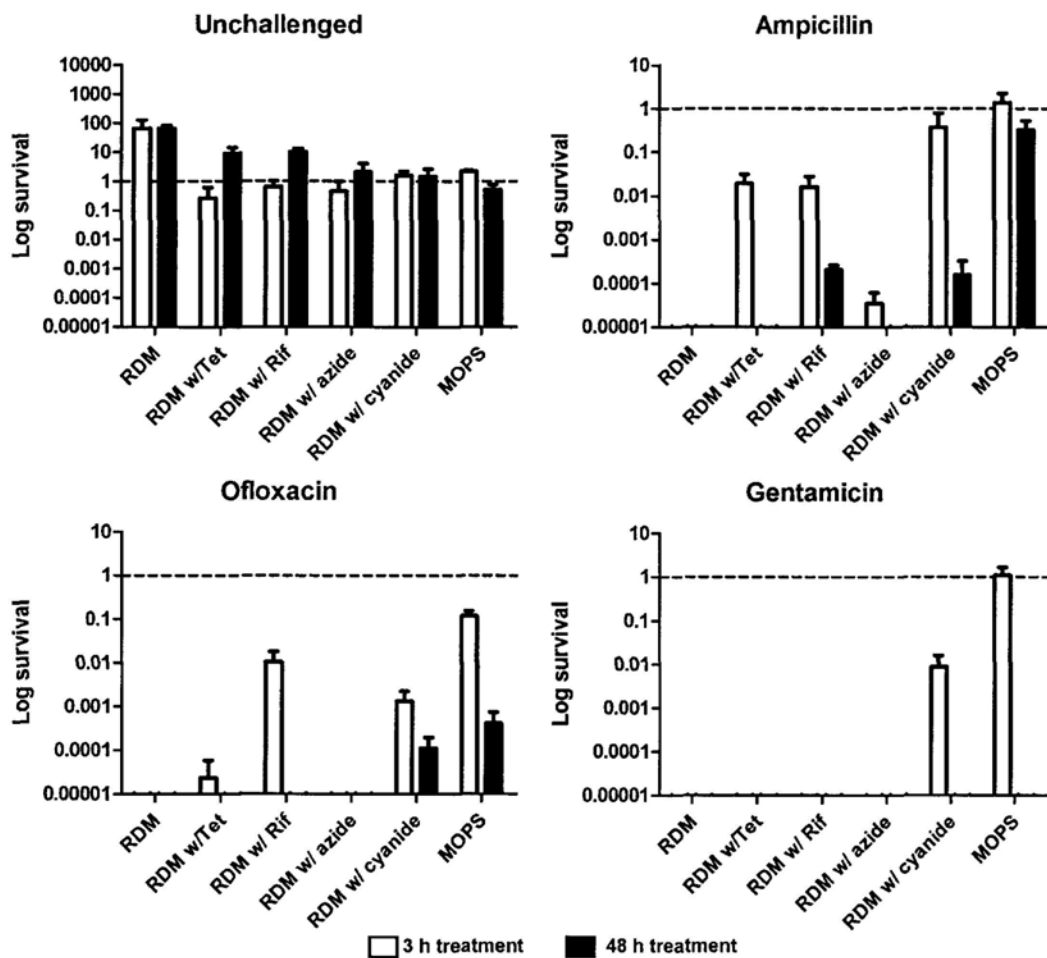 Unchallenged
Log survival
10000
1000
100
10
1
0.1
0.01
0.001
0.0001
0.00001
RDM
RDM w/Tet
RDM w/ Rif
RDM w/ azide
RDM w/ cyanide
MOPS
Ampicillin
Log survival
10
1
0.1
0.01
0.001
0.0001
0.00001
RDM
RDM w/Tet
RDM w/ Rif
RDM w/ azide
RDM w/ cyanide
MOPS
Ofloxacin
Log survival
10
1
0.1
0.01
0.001
0.0001
0.00001
RDM
RDM w/Tet
RDM w/ Rif
RDM w/ azide
RDM w/ cyanide
MOPS
Gentamicin
Log survival
10
1
0.1
0.01
0.001
0.0001
0.00001
RDM
RDM w/Tet
RDM w/ Rif
RDM w/ azide
RDM w/ cyanide
MOPS
3 h treatment
48 h treatment